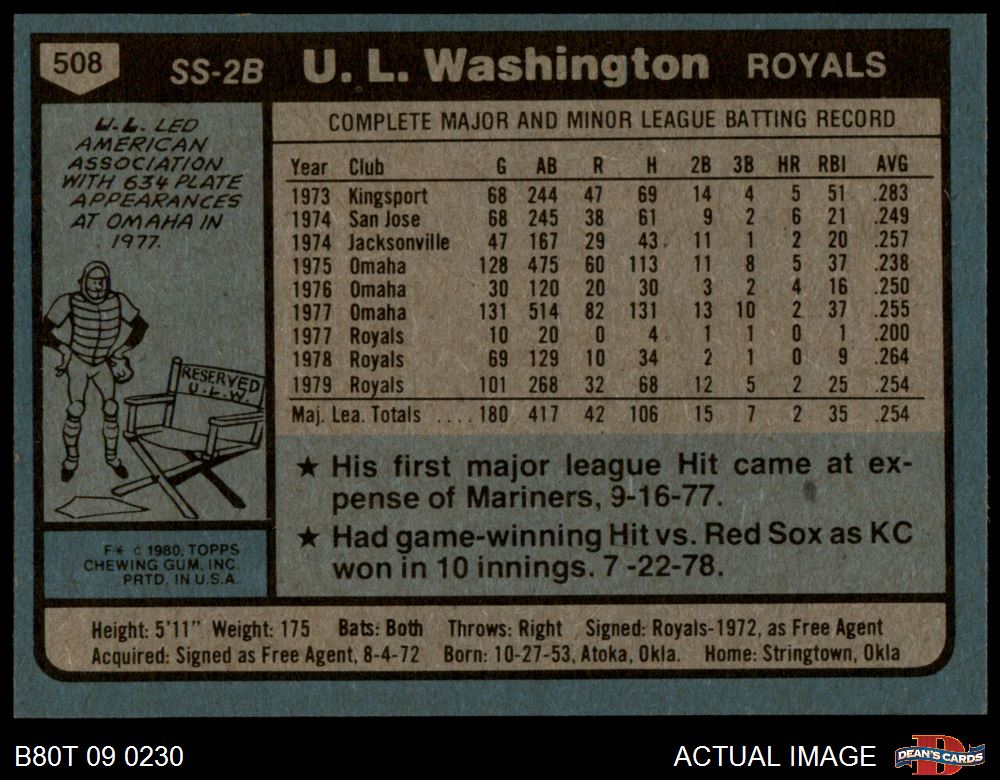 508 SS-2B U. L. Washington ROYALS
U.L. LED
AMERICAN
ASSOCIATION
WITH 634 PLATE
APPEARANCES
AT OMAHA IN
1977.
RESERVED
U.L.W.
F* © 1980, TOPPS
CHEWING GUM, INC.
PRTD. IN U.S.A.
COMPLETE MAJOR AND MINOR LEAGUE BATTING RECORD
Year Club G AB R H 2B 3B HR RBI AVG
1973 Kingsport 68 244 47 69 14 4 5 51 .283
1974 San Jose 68 245 38 61 9 2 6 21 .249
1974 Jacksonville 47 167 29 43 11 1 2 20 .257
1975 Omaha 128 475 60 113 11 8 5 37 .238
1976 Omaha 30 120 20 30 3 2 4 16 .250
1977 Omaha 131 514 82 131 13 10 2 37 .255
1977 Royals 10 20 0 4 1 1 0 1 .200
1978 Royals 69 129 10 34 2 1 0 9 .264
1979 Royals 101 268 32 68 12 5 2 25 .254
Maj. Lea. Totals .... 180 417 42 106 15 7 2 35 .254
★ His first major league Hit came at ex-
pense of Mariners, 9-16-77.
★ Had game-winning Hit vs. Red Sox as KC
won in 10 innings. 7-22-78.
Height: 5'11" Weight: 175 Bats: Both Throws: Right Signed: Royals-1972, as Free Agent
Acquired: Signed as Free Agent, 8-4-72 Born: 10-27-53, Atoka, Okla. Home: Stringtown, Okla
B80T 09 0230 ACTUAL IMAGE DEAN'S CARDS